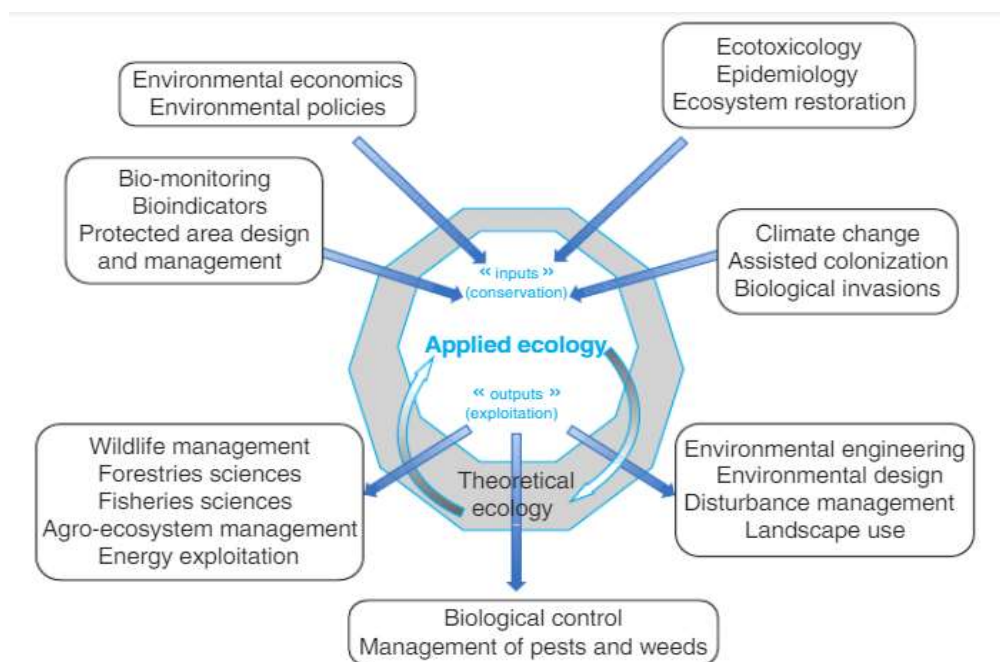 Environmental economics
Environmental policies
Ecotoxicology
Epidemiology
Ecosystem restoration
Bio-monitoring
Bioindicators
Protected area design
and management
Climate change
Assisted colonization
Biological invasions
« inputs »
(conservation)
Applied ecology
« outputs »
(exploitation)
Theoretical
ecology
Wildlife management
Forestries sciences
Fisheries sciences
Agro-ecosystem management
Energy exploitation
Environmental engineering
Environmental design
Disturbance management
Landscape use
Biological control
Management of pests and weeds